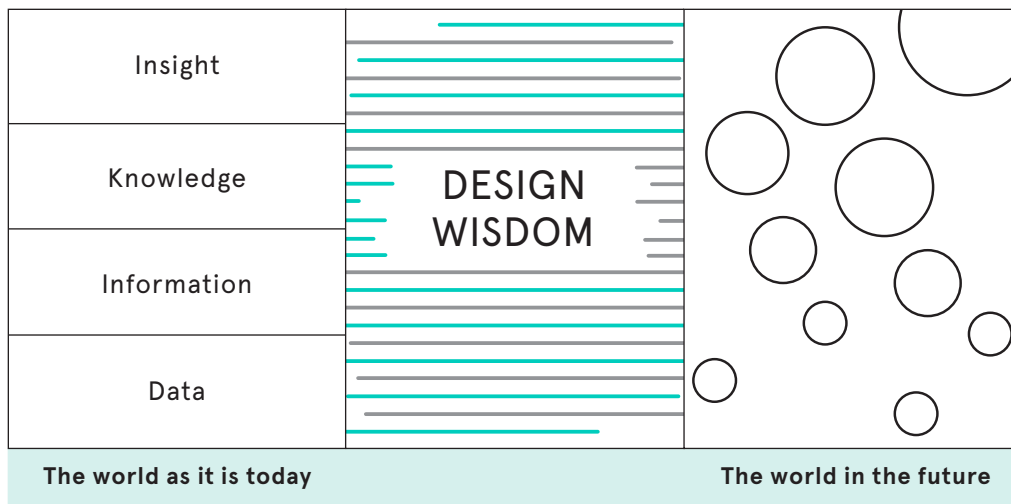 Insight
Knowledge
Information
Data
DESIGN
WISDOM
The world as it is today
The world in the future